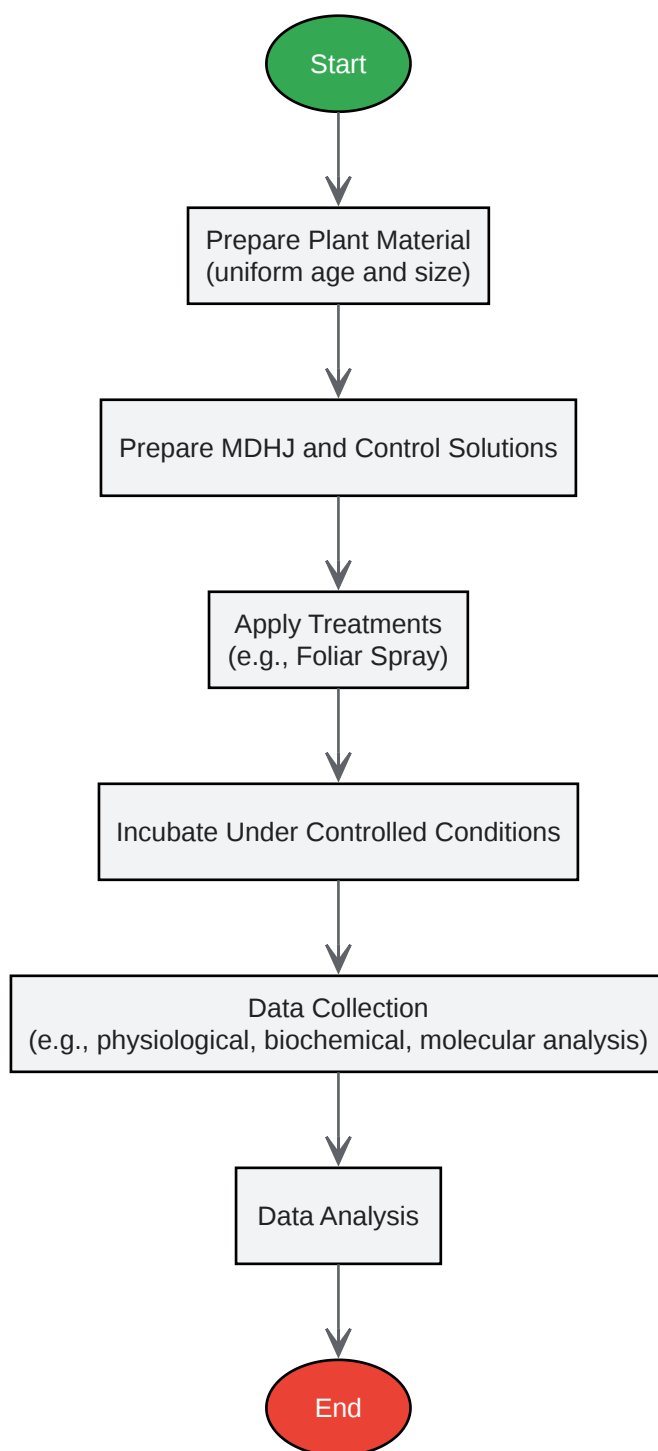 Start
Prepare Plant Material
(uniform age and size)
Prepare MDHJ and Control Solutions
Apply Treatments
(e.g., Foliar Spray)
Incubate Under Controlled Conditions
Data Collection
(e.g., physiological, biochemical, molecular analysis)
Data Analysis
End